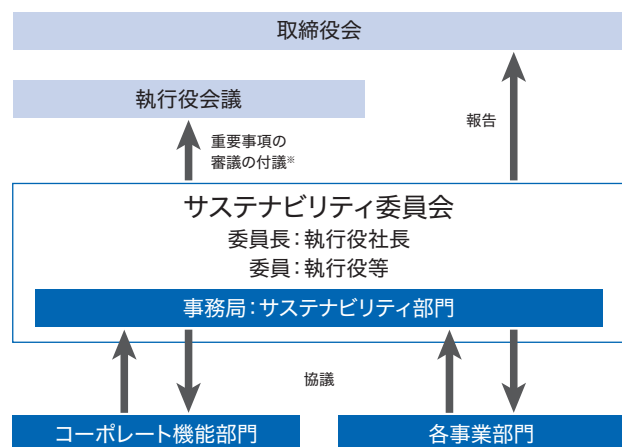 取締役会
執行役会議
報告
重要事項の
審議の付議※
サステナビリティ委員会
委員長：執行役社長
委員：執行役等
事務局：サステナビリティ部門
協議
コーポレート機能部門
各事業部門